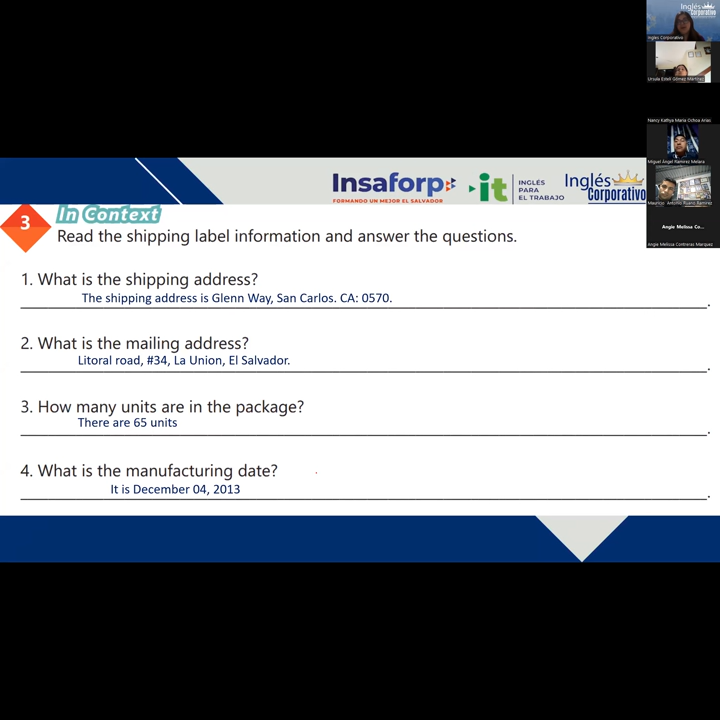 Inglés
Corporativo
Ingles Corporativo
Ursula Esteli Gómez Martínez
Nancy Kathya Maria Ochoa Arias
Miguel Ángel Ramirez Melara
Mauricio Antonio Ruano Ramirez
Angie Melissa Co...
Angie Melissa Contreras Marquez
Insaforp
FORMANDO UN MEJOR EL SALVADOR
it
INGLÉS
PARA
EL TRABAJO
Inglés
Corporativo
3
In Context
Read the shipping label information and answer the questions.
1. What is the shipping address?
The shipping address is Glenn Way, San Carlos. CA: 0570.
2. What is the mailing address?
Litoral road, #34, La Union, El Salvador.
3. How many units are in the package?
There are 65 units
4. What is the manufacturing date?
It is December 04, 2013